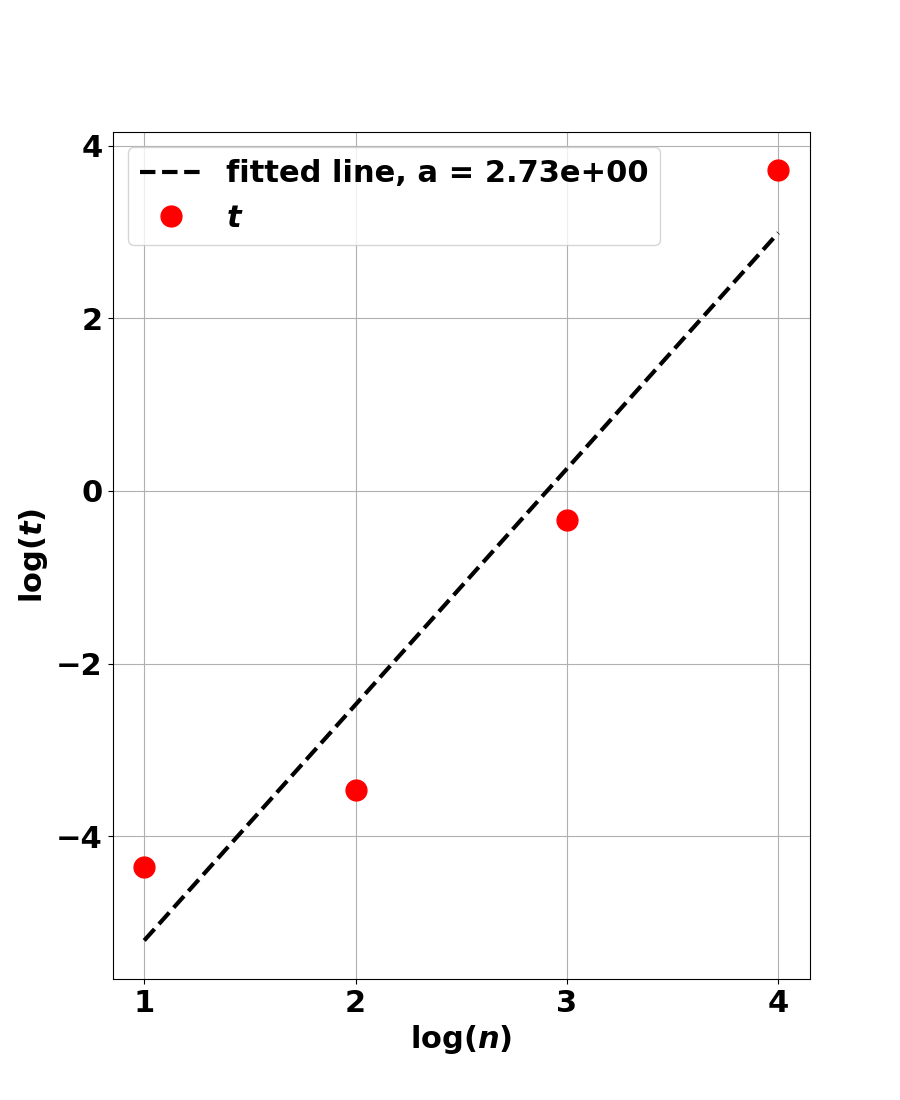 fitted line, a = 2.73e+00
t
4
2
0
−2
−4
log(t)
1 2 3 4
log(n)